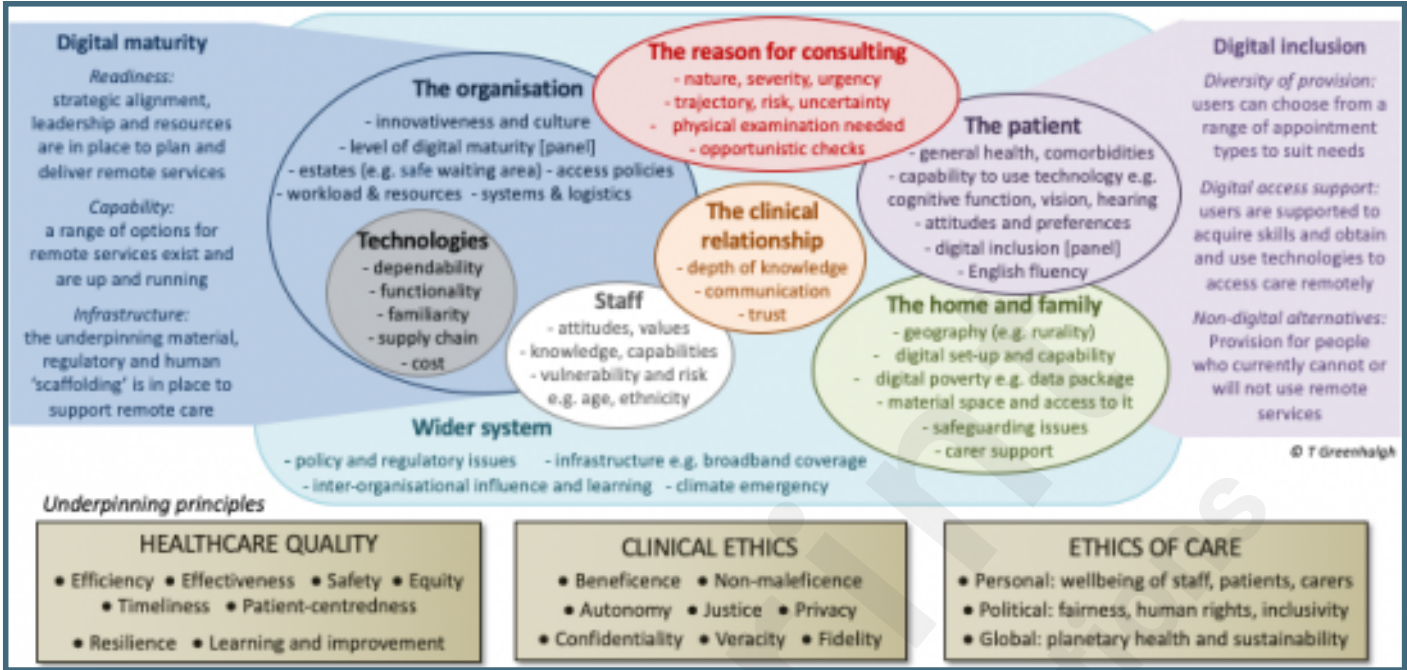 Digital maturity
Readiness:
strategic alignment,
leadership and resources
are in place to plan and
deliver remote services
Capability:
a range of options for
remote services exist and
are up and running
Infrastructure:
the underpinning material,
regulatory and human
'scaffolding' is in place to
support remote care
The organisation
- innovativeness and culture
- level of digital maturity [panel]
- estates (e.g. safe waiting area) - access policies
- workload & resources - systems & logistics
Technologies
- dependability
- functionality
- familiarity
- supply chain
- cost
The reason for consulting
- nature, severity, urgency
- trajectory, risk, uncertainty
- physical examination needed
- opportunistic checks
The clinical
relationship
- depth of knowledge
- communication
- trust
Staff
- attitudes, values
- knowledge, capabilities
- vulnerability and risk
e.g. age, ethnicity
The patient
- general health, comorbidities
- capability to use technology e.g.
cognitive function, vision, hearing
- attitudes and preferences
- digital inclusion [panel]
- English fluency
The home and family
- geography (e.g. rurality)
- digital set-up and capability
- digital poverty e.g. data package
- material space and access to it
- safeguarding issues
- carer support
Digital inclusion
Diversity of provision:
users can choose from a
range of appointment
types to suit needs
Digital access support:
users are supported to
acquire skills and obtain
and use technologies to
access care remotely
Non-digital alternatives:
Provision for people
who currently cannot or
will not use remote
services
© T Greenhalgh
Wider system
- policy and regulatory issues - infrastructure e.g. broadband coverage
- inter-organisational influence and learning - climate emergency
Underpinning principles
HEALTHCARE QUALITY
● Efficiency ● Effectiveness ● Safety ● Equity
● Timeliness ● Patient-centredness
● Resilience ● Learning and improvement
CLINICAL ETHICS
● Beneficence ● Non-maleficence
● Autonomy ● Justice ● Privacy
● Confidentiality ● Veracity ● Fidelity
ETHICS OF CARE
● Personal: wellbeing of staff, patients, carers
● Political: fairness, human rights, inclusivity
● Global: planetary health and sustainability